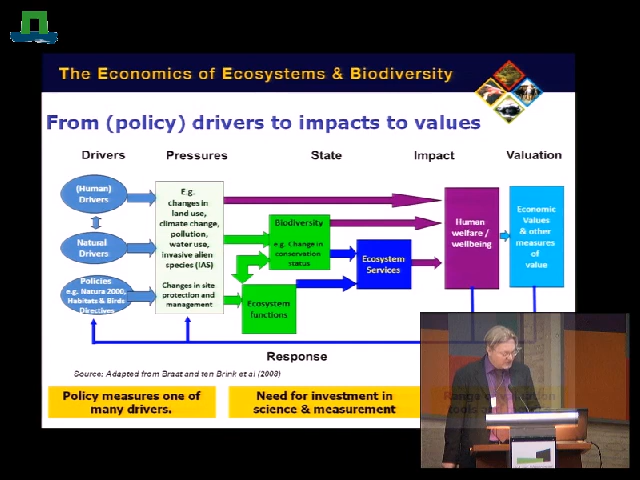 The Economics of Ecosystems & Biodiversity
From (policy) drivers to impacts to values
Drivers Pressures State Impact Valuation
(Human)
Drivers
Natural
Drivers
Policies
e.g. Natura 2000,
Habitats & Birds
Directives
E.g.
changes in
land use,
climate change,
pollution,
water use,
invasive alien
species (IAS)
Changes in site
protection and
management
Biodiversity
e.g. Change in
conservation
status
Ecosystem
functions
Ecosystem
Services
Human
welfare /
wellbeing
Economic
Values
& other
measures
of
value
Response
Source: Adapted from Braat and ten Brink et al (2008)
Policy measures one of
many drivers.
Need for investment in
science & measurement